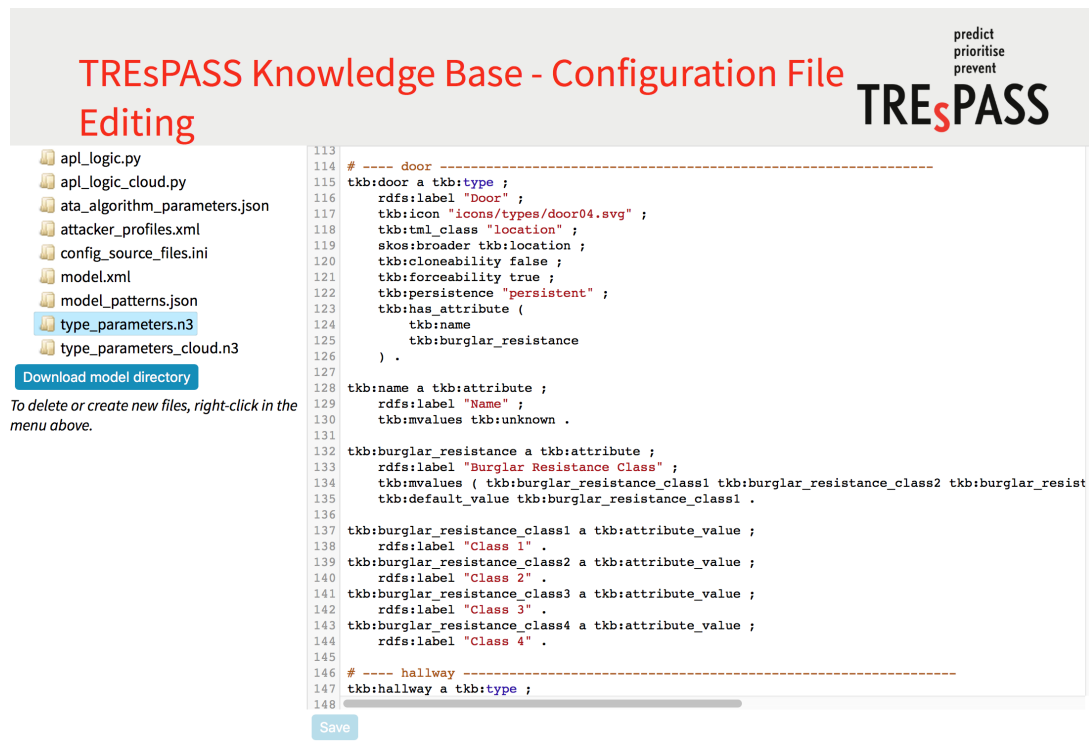 TREsPASS Knowledge Base - Configuration File
Editing
predict
prioritise
prevent
TREsPASS
apl_logic.py
apl_logic_cloud.py
ata_algorithm_parameters.json
attacker_profiles.xml
config_source_files.ini
model.xml
model_patterns.json
type_parameters.n3
type_parameters_cloud.n3
Download model directory
To delete or create new files, right-click in the
menu above.
113
114 # ---- door ----------------------------------------------------------------
115 tkb:door a tkb:type ;
116     rdfs:label "Door" ;
117     tkb:icon "icons/types/door04.svg" ;
118     tkb:tml_class "location" ;
119     skos:broader tkb:location ;
120     tkb:cloneability false ;
121     tkb:forceability true ;
122     tkb:persistence "persistent" ;
123     tkb:has_attribute (
124         tkb:name
125         tkb:burglar_resistance
126     ) .
127
128 tkb:name a tkb:attribute ;
129     rdfs:label "Name" ;
130     tkb:mvalues tkb:unknown .
131
132 tkb:burglar_resistance a tkb:attribute ;
133     rdfs:label "Burglar Resistance Class" ;
134     tkb:mvalues ( tkb:burglar_resistance_class1 tkb:burglar_resistance_class2 tkb:burglar_resist
135     tkb:default_value tkb:burglar_resistance_class1 .
136
137 tkb:burglar_resistance_class1 a tkb:attribute_value ;
138     rdfs:label "Class 1" .
139 tkb:burglar_resistance_class2 a tkb:attribute_value ;
140     rdfs:label "Class 2" .
141 tkb:burglar_resistance_class3 a tkb:attribute_value ;
142     rdfs:label "Class 3" .
143 tkb:burglar_resistance_class4 a tkb:attribute_value ;
144     rdfs:label "Class 4" .
145
146 # ---- hallway ----------------------------------------------------------------
147 tkb:hallway a tkb:type ;
148
Save